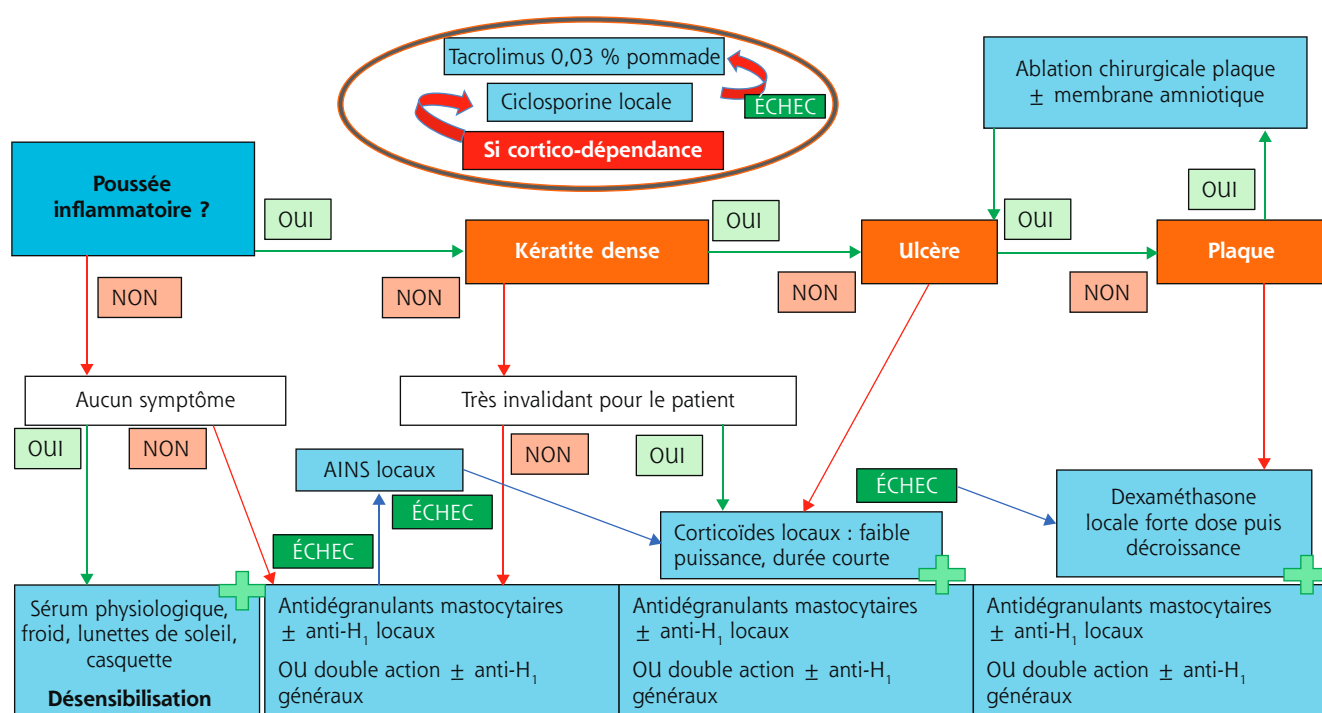 Tacrolimus 0,03 % pommade
Ciclosporine locale
ÉCHEC
Si cortico-dépendance
Ablation chirurgicale plaque
± membrane amniotique
Poussée
inflammatoire ?
OUI
Kératite dense
OUI
Ulcère
OUI
Plaque
OUI
NON
NON
NON
NON
Aucun symptôme
Très invalidant pour le patient
OUI
NON
NON
OUI
AINS locaux
ÉCHEC
ÉCHEC
ÉCHEC
Corticoïdes locaux : faible
puissance, durée courte
Dexaméthasone
locale forte dose puis
décroissance
Sérum physiologique,
froid, lunettes de soleil,
casquette
Désensibilisation
Antidégranulants mastocytaires
± anti-H₁ locaux
OU double action ± anti-H₁
généraux
Antidégranulants mastocytaires
± anti-H₁ locaux
OU double action ± anti-H₁
généraux
Antidégranulants mastocytaires
± anti-H₁ locaux
OU double action ± anti-H₁
généraux